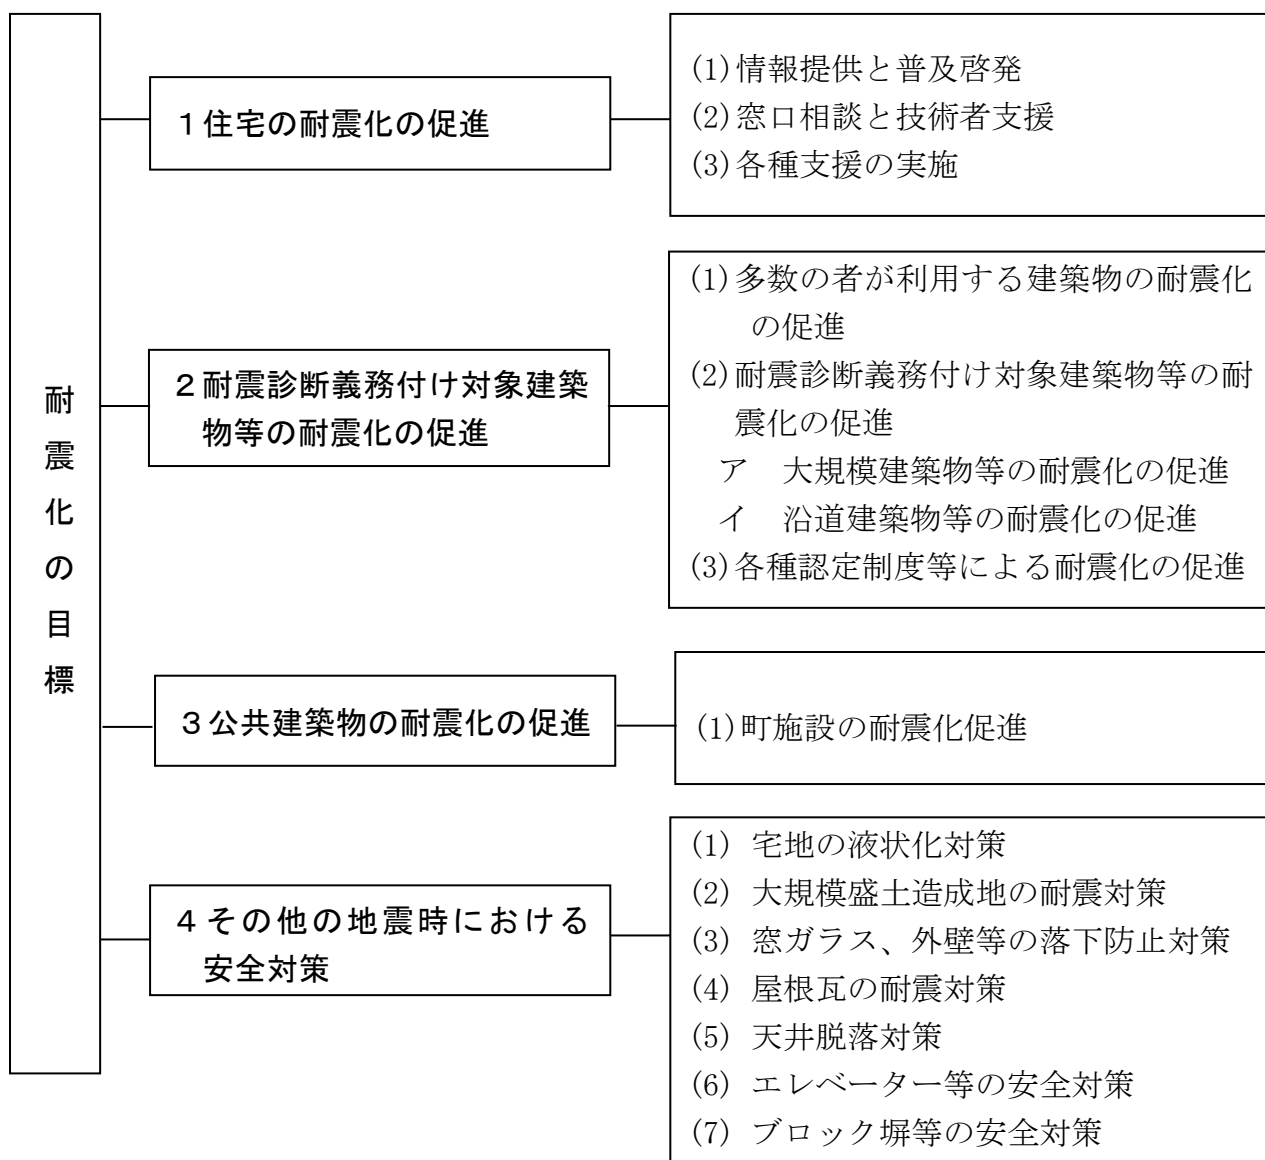 耐震化の目標
1住宅の耐震化の促進
(1)情報提供と普及啓発
(2)窓口相談と技術者支援
(3)各種支援の実施
2耐震診断義務付け対象建築
物等の耐震化の促進
(1)多数の者が利用する建築物の耐震化
の促進
(2)耐震診断義務付け対象建築物等の耐
震化の促進
ア 大規模建築物等の耐震化の促進
イ 沿道建築物等の耐震化の促進
(3)各種認定制度等による耐震化の促進
3公共建築物の耐震化の促進
(1)町施設の耐震化促進
4その他の地震時における
安全対策
(1) 宅地の液状化対策
(2) 大規模盛土造成地の耐震対策
(3) 窓ガラス、外壁等の落下防止対策
(4) 屋根瓦の耐震対策
(5) 天井脱落対策
(6) エレベーター等の安全対策
(7) ブロック塀等の安全対策